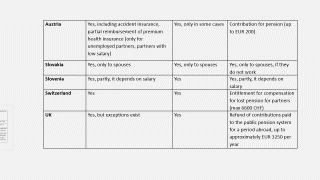 Austria
Yes, including accident insurance,
partial reimbursement of premium
health insurance (only for
unemployed partners, partners with
low salary)
Yes, only in some cases
Contribution for pension (up
to EUR 200)
Slovakia
Yes, only to spouses
Yes, only to spouses
Yes, only to spouses, if they
do not work
Slovenia
Yes, partly, it depends on salary
Yes
Yes, partly, it depends on
salary
Switzerland
Yes
Yes
Entitlement for compensation
for lost pension for partners
(max 6600 CHF)
UK
Yes, but exceptions exist
Yes
Refund of contributions paid
to the public pension system
for a period abroad, up to
approximately EUR 3250 per
year